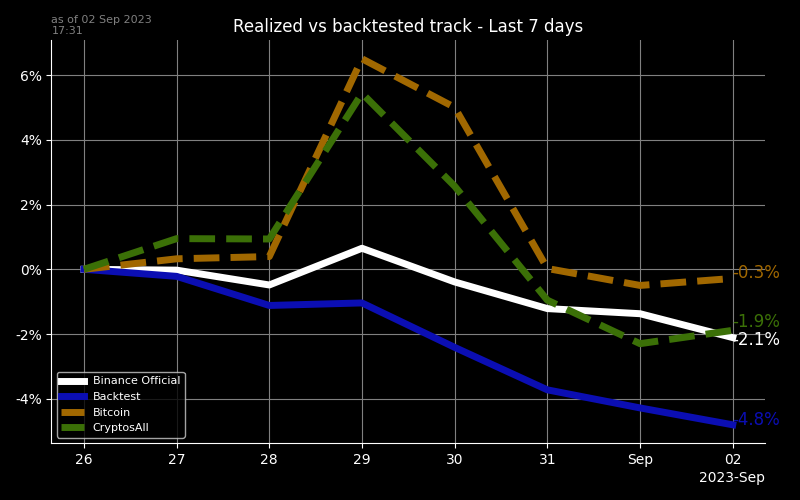 as of 02 Sep 2023
17:31
Realized vs backtested track - Last 7 days
6%
4%
2%
0%
-2%
-4%
-0.3%
-1.9%
-2.1%
-4.8%
Binance Official
Backtest
Bitcoin
CryptosAll
26
27
28
29
30
31
Sep
02
2023-Sep